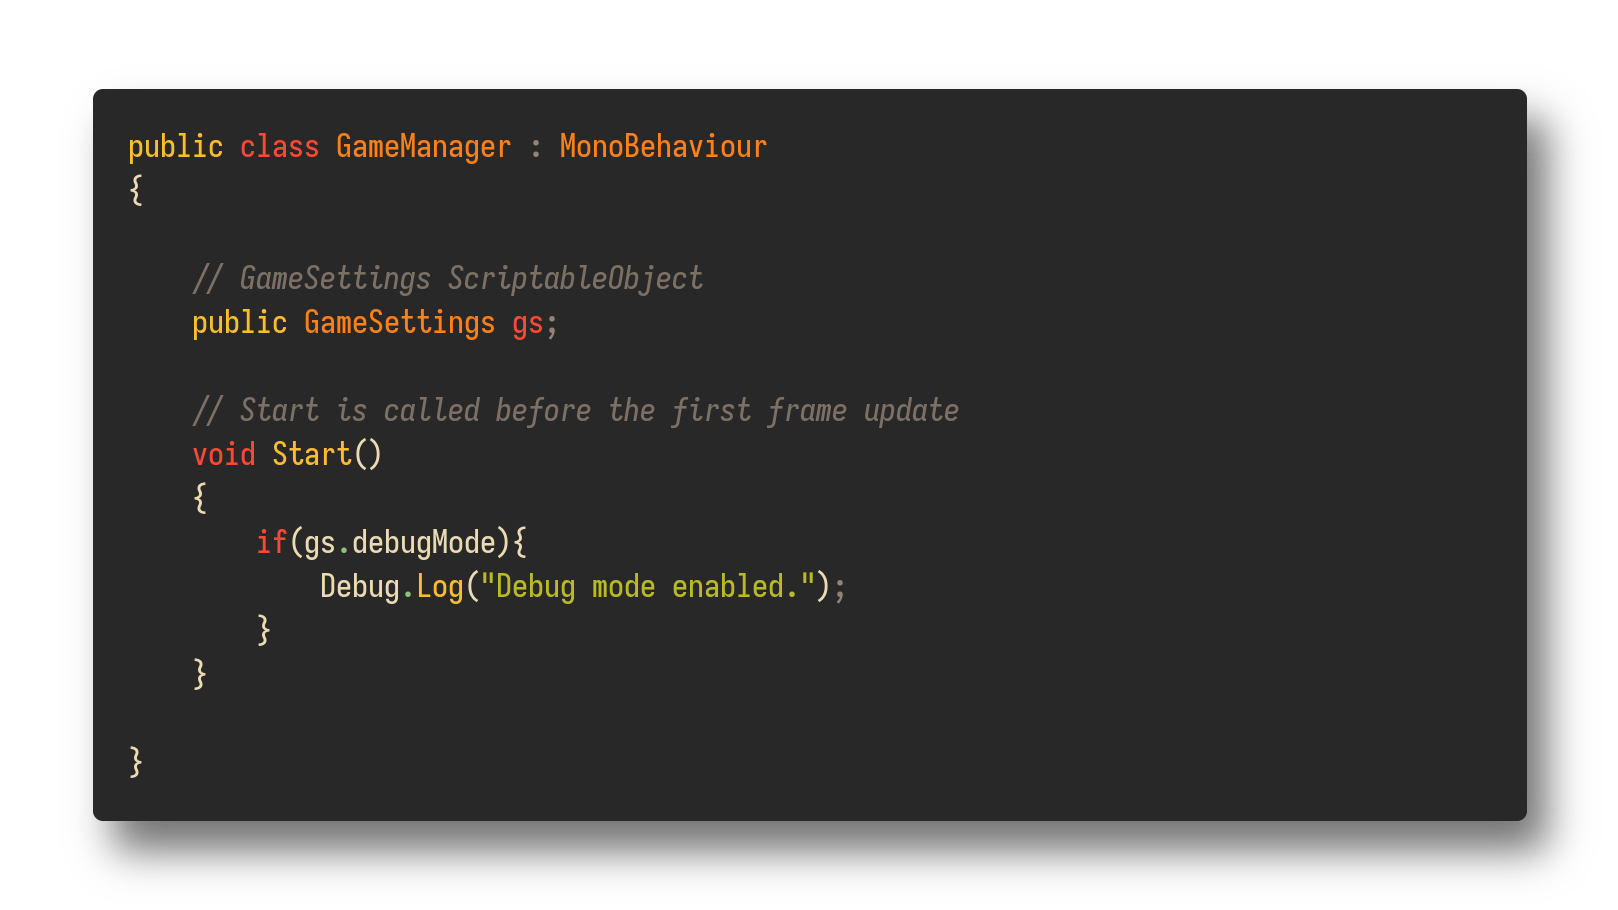 public class GameManager : MonoBehaviour
{
    // GameSettings ScriptableObject
    public GameSettings gs;
    // Start is called before the first frame update
    void Start()
    {
        if(gs.debugMode){
            Debug.Log("Debug mode enabled.");
        }
    }
}